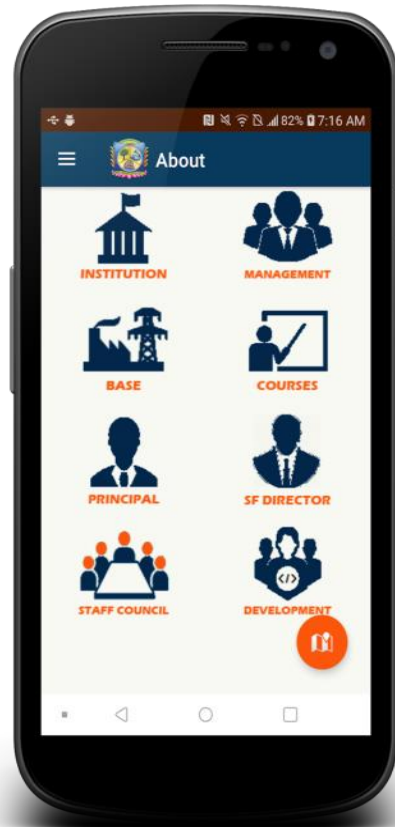 82% 7:16 AM
About
INSTITUTION
MANAGEMENT
BASE
COURSES
PRINCIPAL
SF DIRECTOR
STAFF COUNCIL
DEVELOPMENT